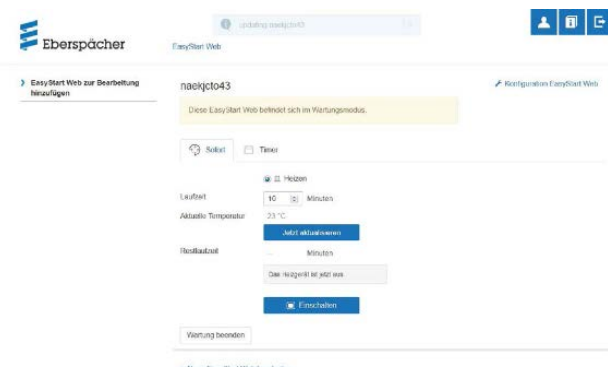 Eberspächer
updating naekjcto43
EasyStart Web
EasyStart Web zur Bearbeitung
hinzufügen
naekjcto43
Konfiguration EasyStart Web
Diese EasyStart Web befindet sich im Wartungsmodus.
Sofort
Timer
Heizen
Laufzeit
10
Minuten
Aktuelle Temperatur
23 °C
Jetzt aktualisieren
Restlaufzeit
-- Minuten
Das Heizgerät ist jetzt aus.
Einschalten
Wartung beenden